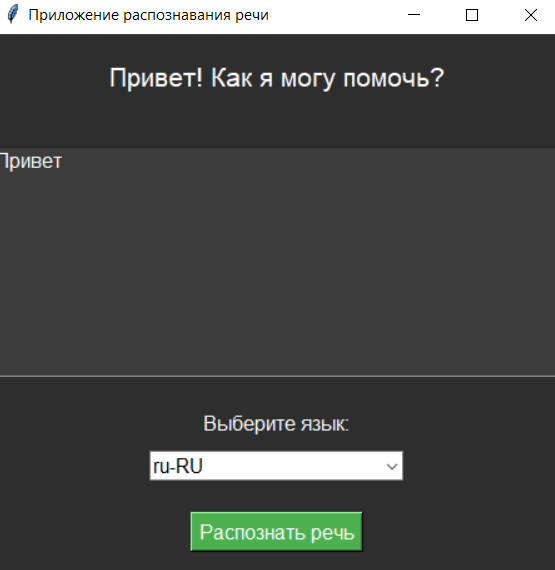 Приложение распознавания речи
Привет! Как я могу помочь?
Привет
Выберите язык:
ru-RU
Распознать речь